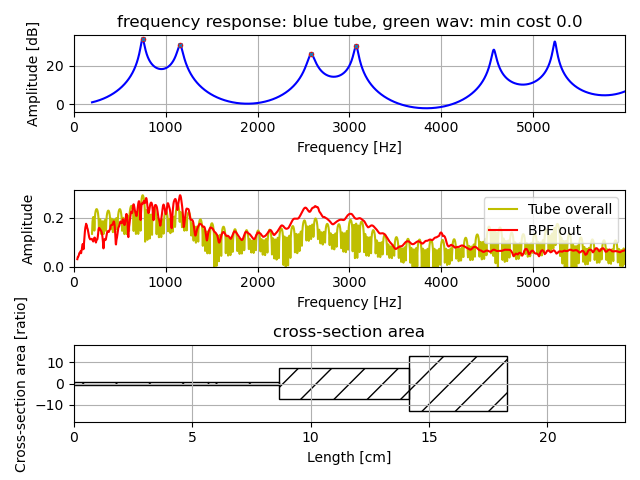 frequency response: blue tube, green wav: min cost 0.0
Amplitude [dB]
20
0
0 1000 2000 3000 4000 5000
Frequency [Hz]
Amplitude
0.2
0.0
Tube overall
BPF out
0 1000 2000 3000 4000 5000
Frequency [Hz]
cross-section area
Cross-section area [ratio]
10
0
−10
0 5 10 15 20
Length [cm]